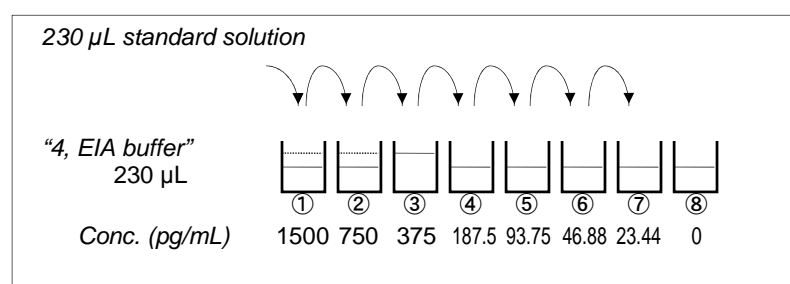 230 µL standard solution
“4, EIA buffer”
230 µL
① ② ③ ④ ⑤ ⑥ ⑦ ⑧
Conc. (pg/mL) 1500 750 375 187.5 93.75 46.88 23.44 0